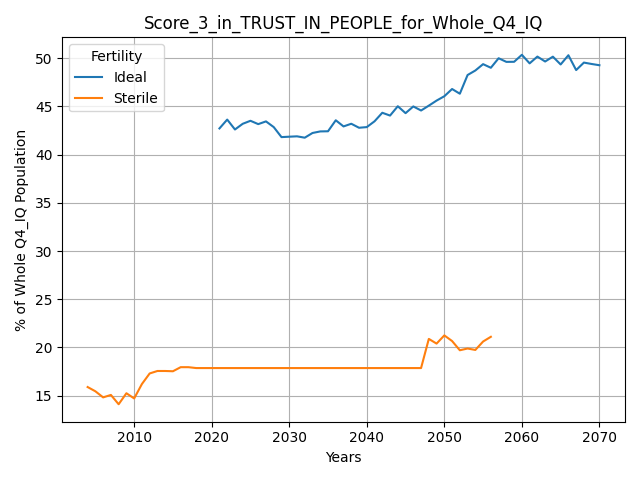 Score_3_in_TRUST_IN_PEOPLE_for_Whole_Q4_IQ
Fertility
Ideal
Sterile
% of Whole Q4_IQ Population
50
45
40
35
30
25
20
15
2010 2020 2030 2040 2050 2060 2070
Years